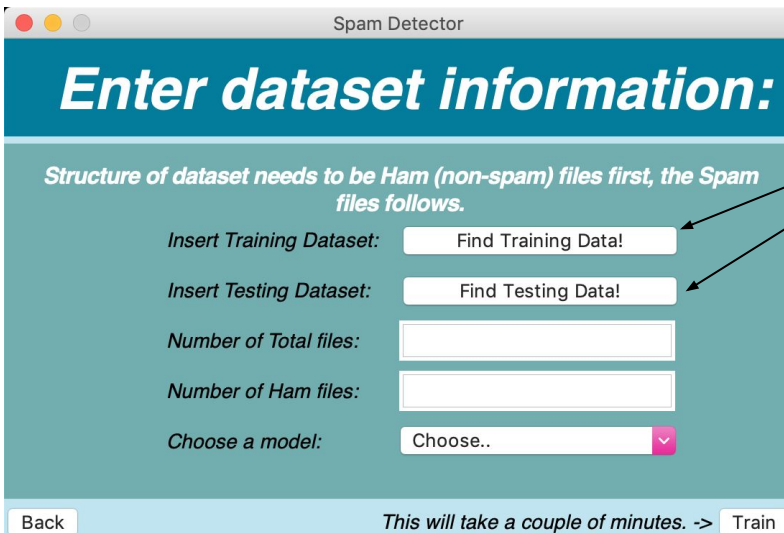 Spam Detector
Enter dataset information:
Structure of dataset needs to be Ham (non-spam) files first, the Spam
files follows.
Insert Training Dataset: Find Training Data!
Insert Testing Dataset: Find Testing Data!
Number of Total files:
Number of Ham files:
Choose a model: Choose..
Back This will take a couple of minutes. -> Train